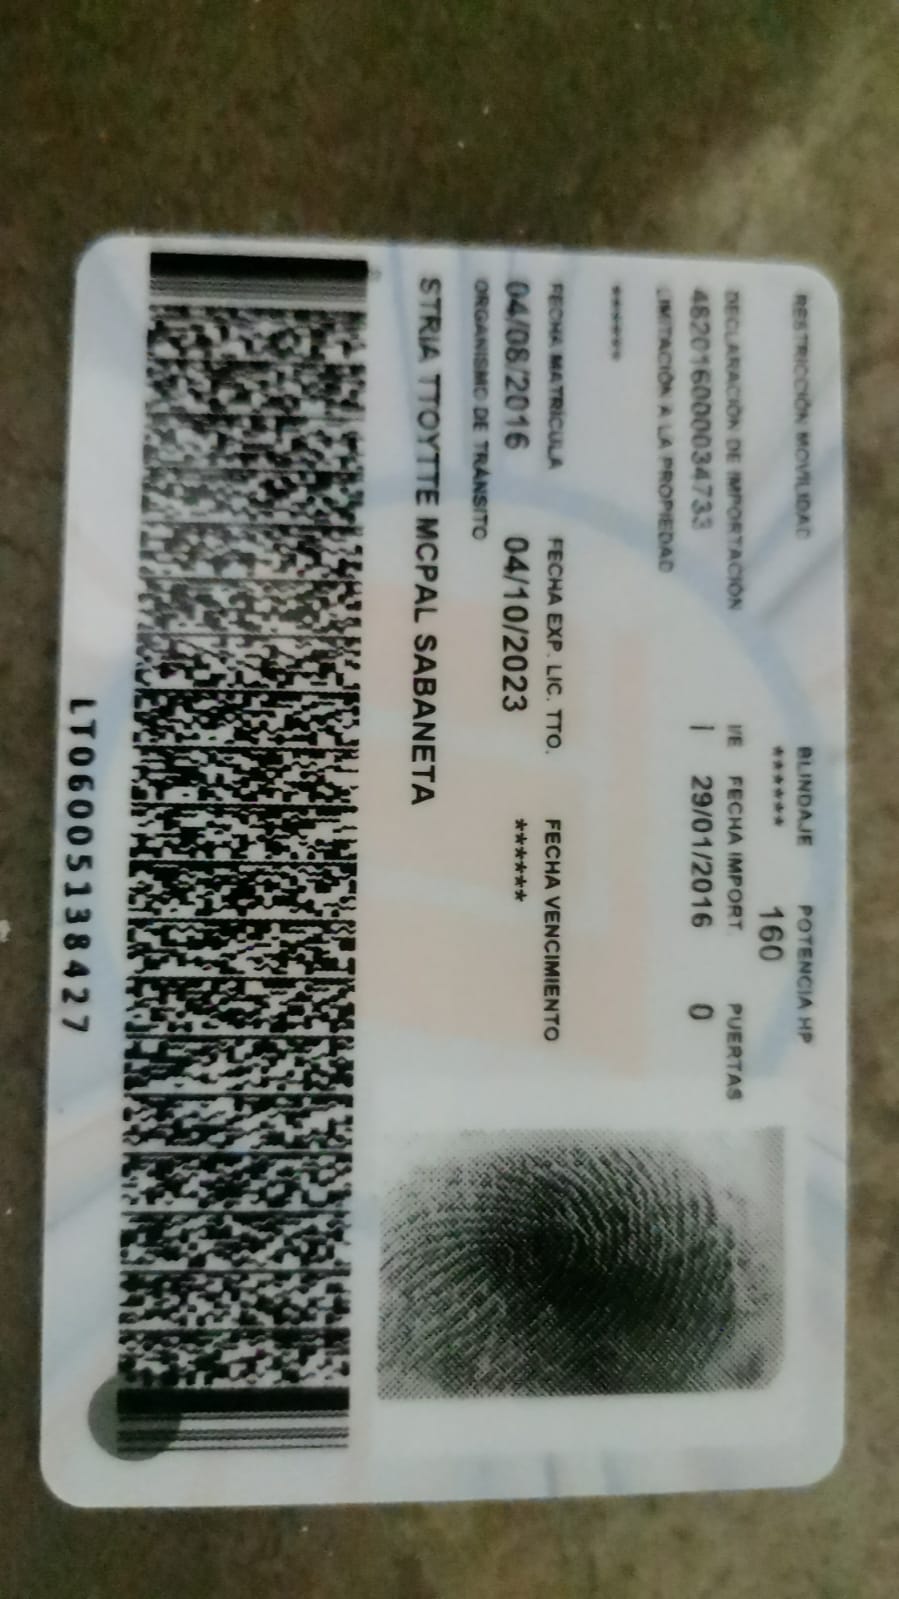 RESTRICCIÓN MOVILIDAD BLINDAJE POTENCIA HP
****** 160
DECLARACIÓN DE IMPORTACIÓN I/E FECHA IMPORT. PUERTAS
482016000034733 I 29/01/2016 0
LIMITACIÓN A LA PROPIEDAD
******
FECHA MATRÍCULA FECHA EXP. LIC. TTO. FECHA VENCIMIENTO
04/08/2016 04/10/2023 ******
ORGANISMO DE TRÁNSITO
STRIA TTOYTTE MCPAL SABANETA
LT06005138427